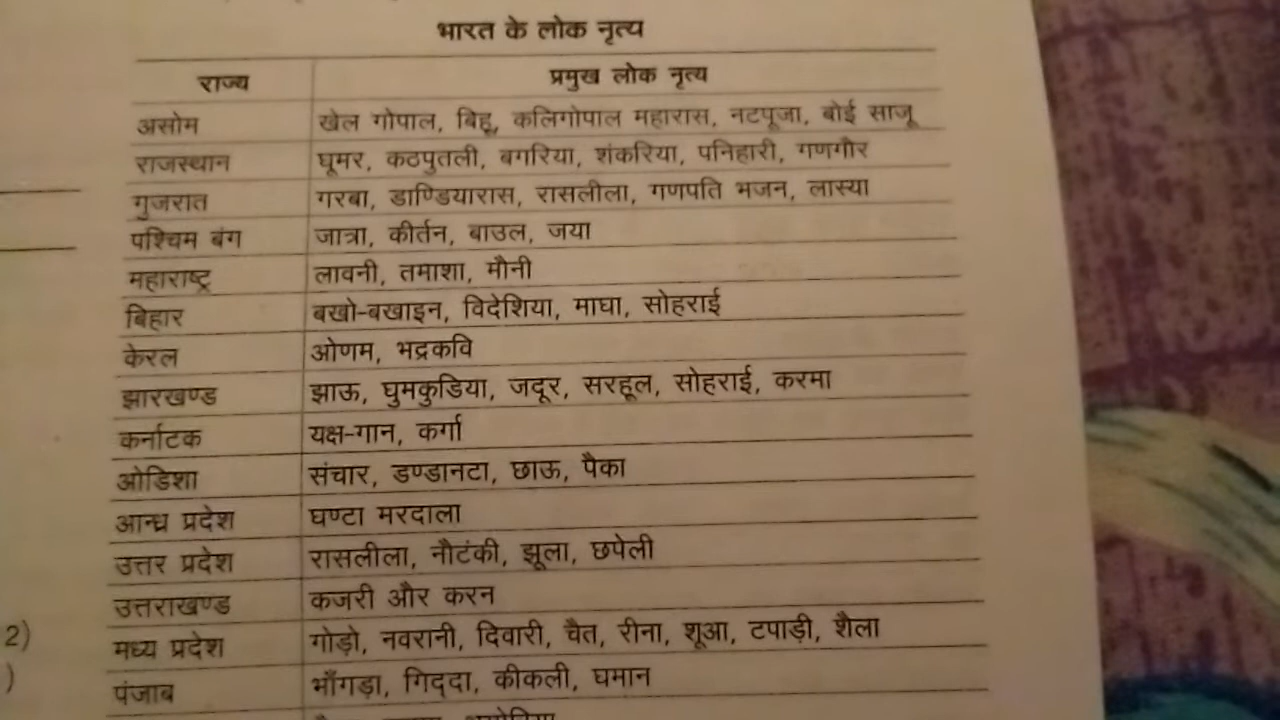 भारत के लोक नृत्य
राज्य प्रमुख लोक नृत्य
असोम खेल गोपाल, बिहू, कलिगोपाल महारास, नटपूजा, बोई साजू
राजस्थान घूमर, कठपुतली, बगरिया, शंकरिया, पनिहारी, गणगौर
गुजरात गरबा, डाण्डियारास, रासलीला, गणपति भजन, लास्या
पश्चिम बंग जात्रा, कीर्तन, बाउल, जया
महाराष्ट्र लावनी, तमाशा, मौनी
बिहार बखो-बखाइन, विदेशिया, माघा, सोहराई
केरल ओणम, भद्रकवि
झारखण्ड झाऊ, घुमकुडिया, जदूर, सरहूल, सोहराई, करमा
कर्नाटक यक्ष-गान, कर्गा
ओडिशा संचार, डण्डानटा, छाऊ, पैका
आन्ध्र प्रदेश घण्टा मरदाला
उत्तर प्रदेश रासलीला, नौटंकी, झूला, छपेली
उत्तराखण्ड कजरी और करन
2)
मध्य प्रदेश गोड़ो, नवरानी, दिवारी, चैत, रीना, शूआ, टपाड़ी, शैला
)
पंजाब भाँगड़ा, गिद्दा, कीकली, घमान